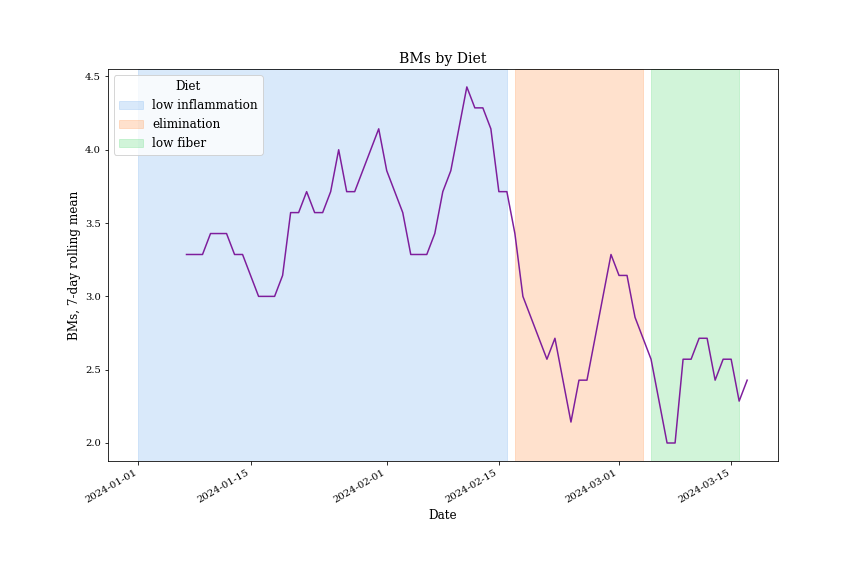 BMs by Diet
Diet
low inflammation
elimination
low fiber
BMs, 7-day rolling mean
4.5
4.0
3.5
3.0
2.5
2.0
2024-01-01
2024-01-15
2024-02-01
2024-02-15
2024-03-01
2024-03-15
Date